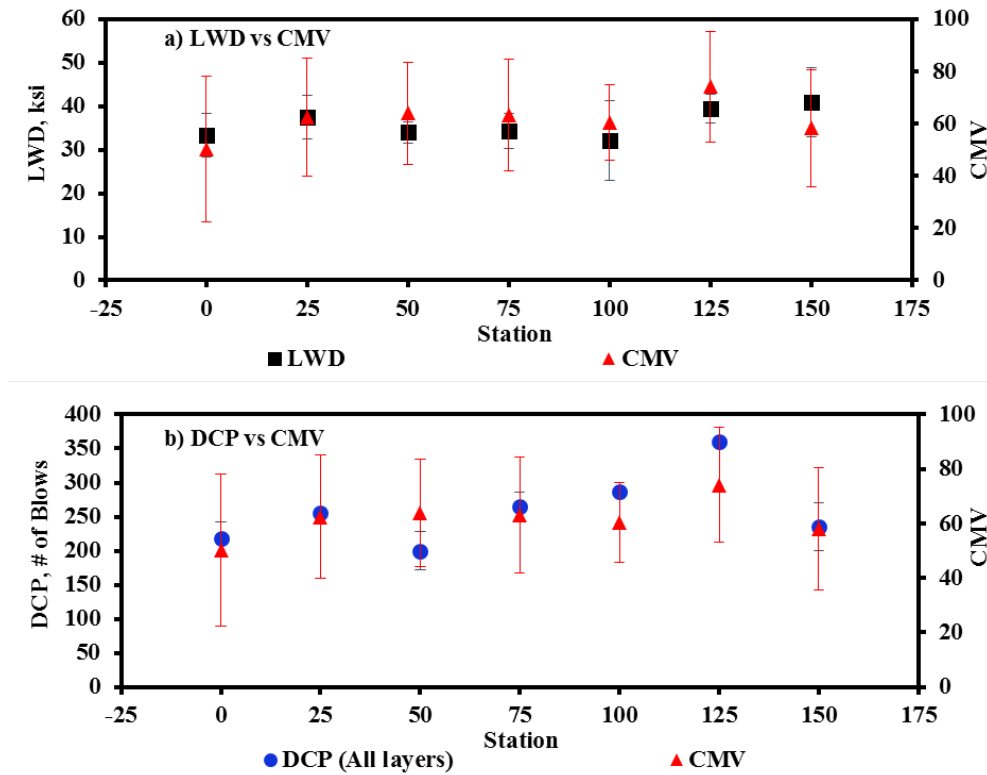 a) LWD vs CMV
60
50
40
30
20
10
0
LWD, ksi
100
80
60
40
20
0
CMV
-25 0 25 50 75 100 125 150 175
Station
LWD CMV
b) DCP vs CMV
400
350
300
250
200
150
100
50
0
DCP, # of Blows
100
80
60
40
20
0
CMV
-25 0 25 50 75 100 125 150 175
Station
DCP (All layers) CMV